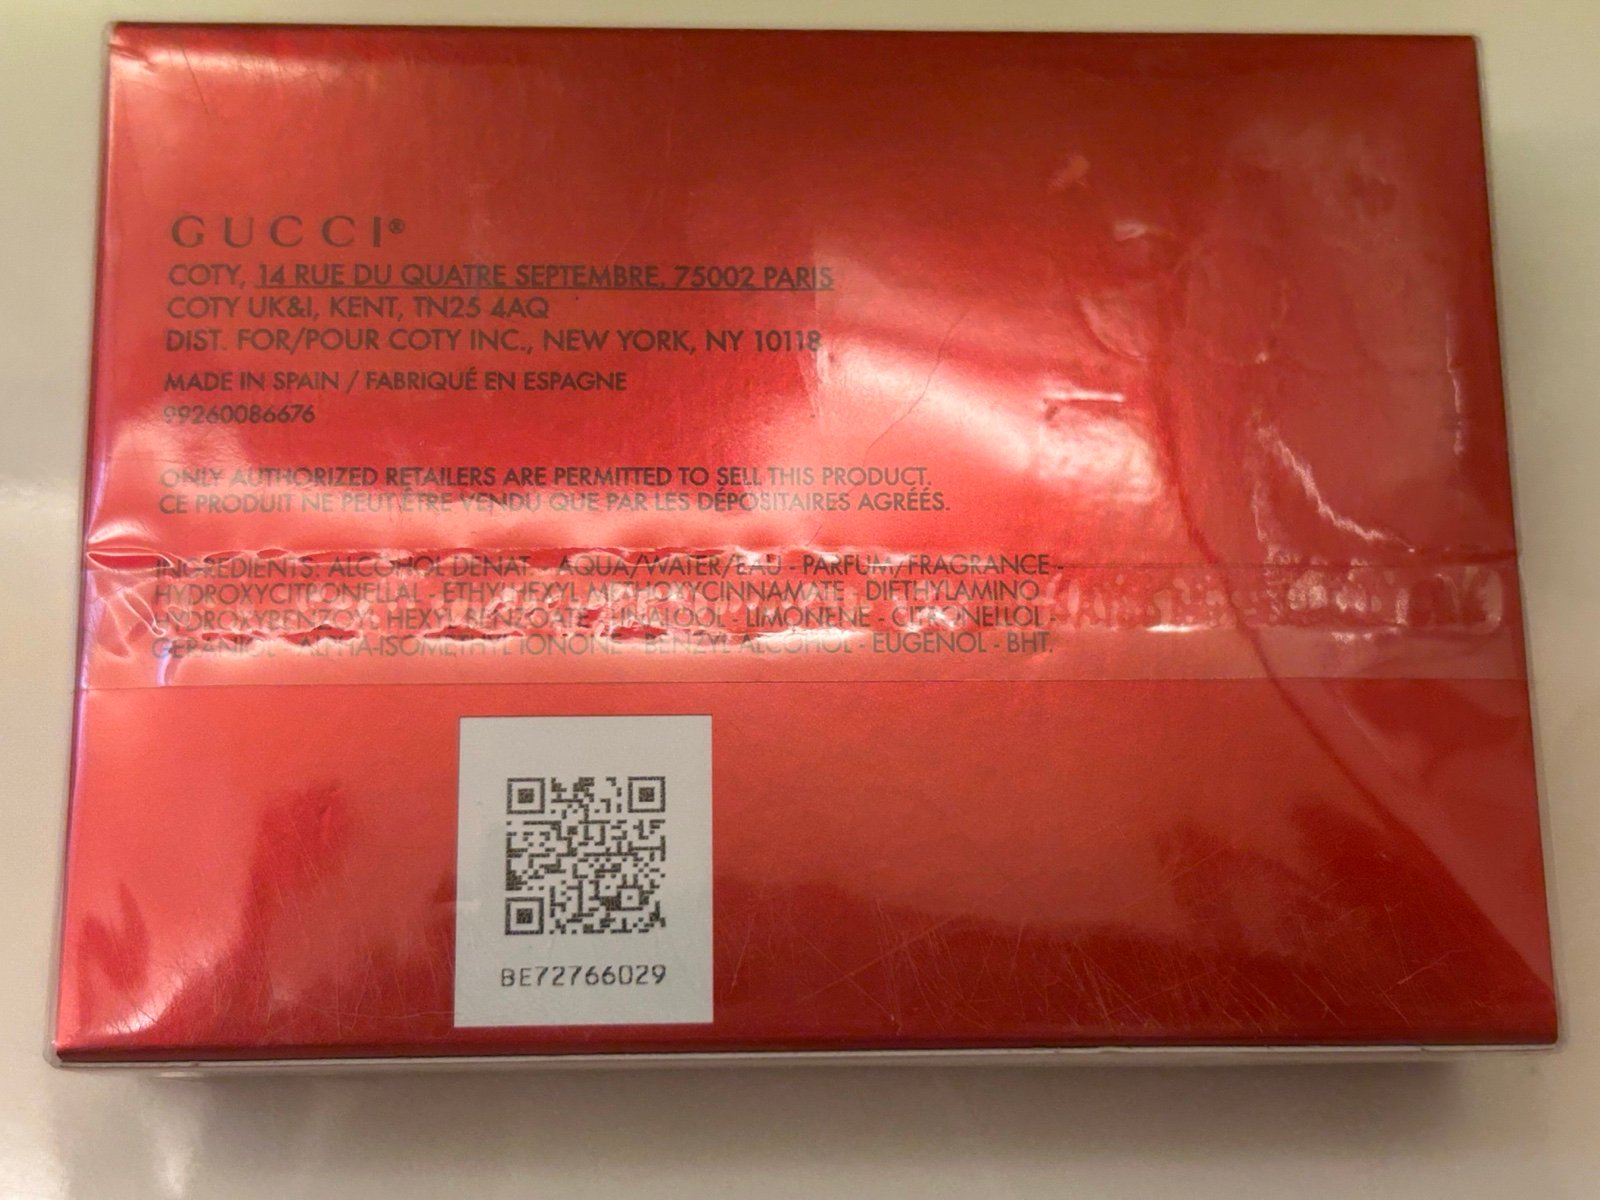 GUCCI®
COTY, 14 RUE DU QUATRE SEPTEMBRE, 75002 PARIS
COTY UK&I, KENT, TN25 4AQ
DIST. FOR/POUR COTY INC., NEW YORK, NY 10118
MADE IN SPAIN / FABRIQUÉ EN ESPAGNE
99260086676
ONLY AUTHORIZED RETAILERS ARE PERMITTED TO SELL THIS PRODUCT.
CE PRODUIT NE PEUT ÊTRE VENDU QUE PAR LES DÉPOSITAIRES AGRÉÉS.
INGREDIENTS: ALCOHOL DENAT. - AQUA/WATER/EAU - PARFUM/FRAGRANCE -
HYDROXYCITRONELLAL - ETHYLHEXYL METHOXYCINNAMATE - DIETHYLAMINO
HYDROXYBENZOYL HEXYL BENZOATE - LINALOOL - LIMONENE - CITRONELLOL -
GERANIOL - ALPHA-ISOMETHYL IONONE - BENZYL ALCOHOL - EUGENOL - BHT.
BE72766029